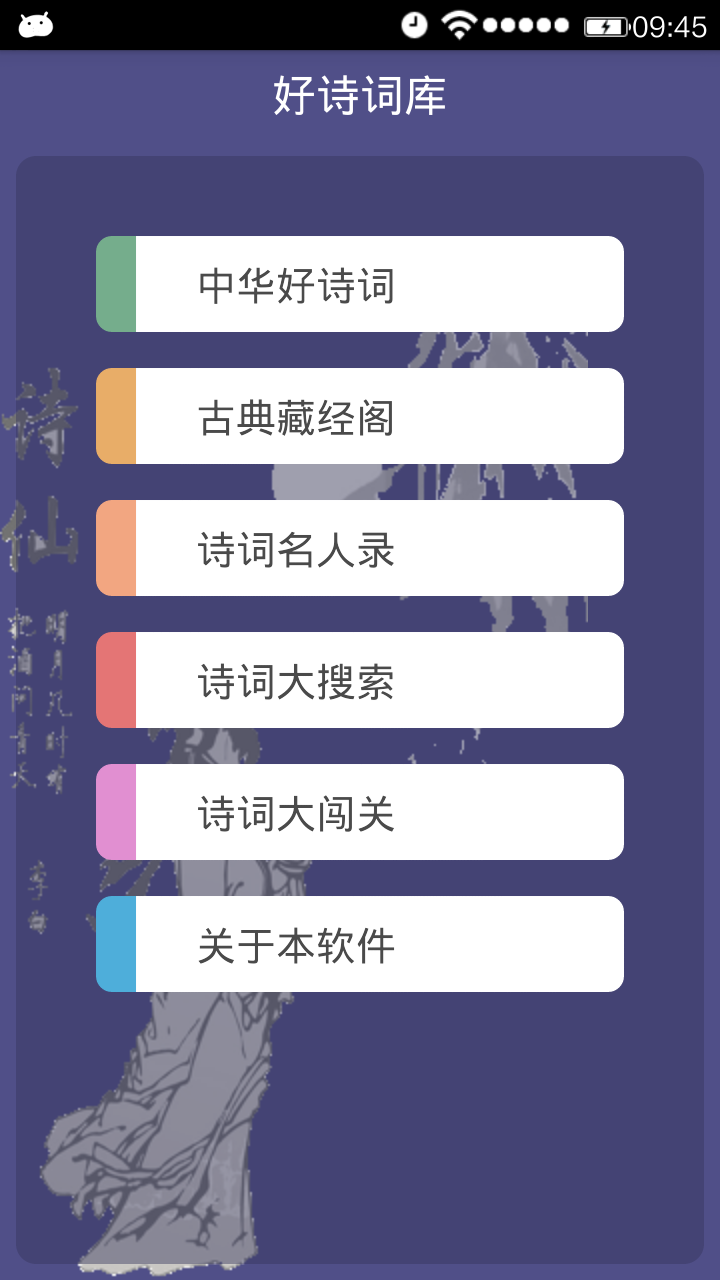 09:45
好诗词库
中华好诗词
古典藏经阁
诗词名人录
诗词大搜索
诗词大闯关
关于本软件
诗仙
明月几时有
把酒问青天
李白